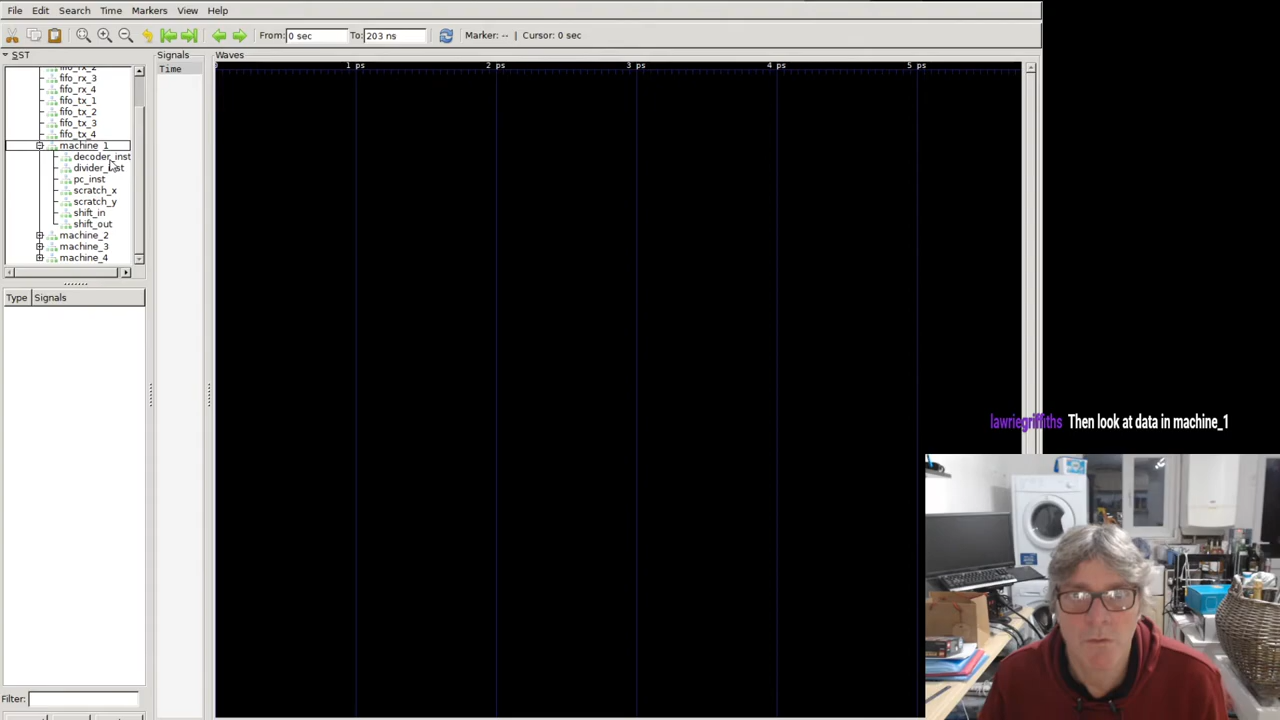 File Edit Search Time Markers View Help
From: 0 sec To: 203 ns Marker: -- | Cursor: 0 sec
SST Signals Waves
Time 1 ps 2 ps 3 ps 4 ps 5 ps
fifo_rx_2
fifo_rx_3
fifo_rx_4
fifo_tx_1
fifo_tx_2
fifo_tx_3
fifo_tx_4
machine_1
decoder_inst
divider_inst
pc_inst
scratch_x
scratch_y
shift_in
shift_out
machine_2
machine_3
machine_4
Type Signals
lawriegriffiths Then look at data in machine_1
Filter: